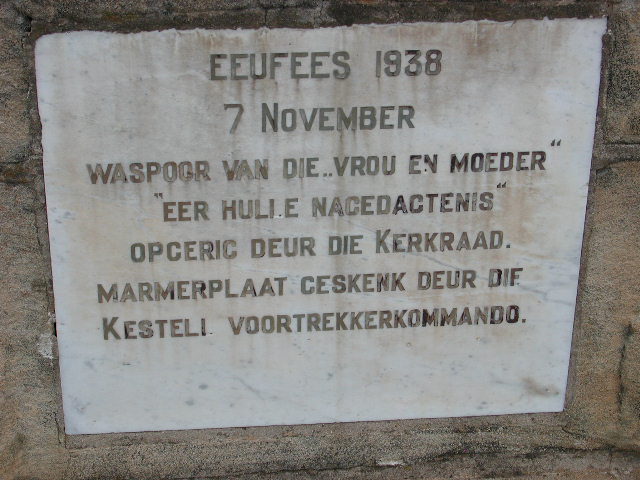 EEUFEES 1938
7 NOVEMBER
WASPOOR VAN DIE "VROU EN MOEDER"
"EER HULLE NAGEDAGTENIS"
OPGERIG DEUR DIE KERKRAAD.
MARMERPLAAT GESKENK DEUR DIE
KESTELL VOORTREKKERKOMMANDO.